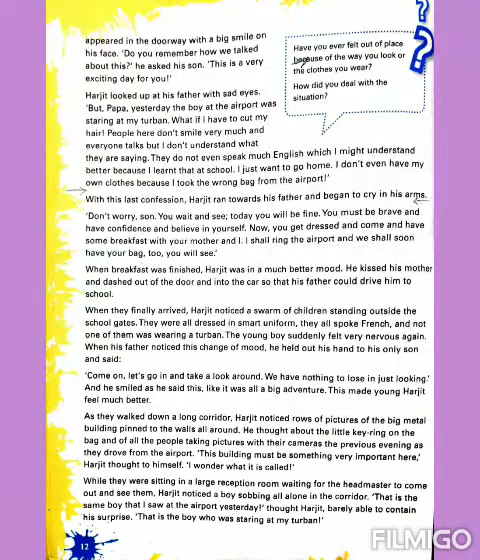 appeared in the doorway with a big smile on
his face. 'Do you remember how we talked
about this?' he asked his son. 'This is a very
exciting day for you!'
Harjit looked up at his father with sad eyes.
'But, Papa, yesterday the boy at the airport was
staring at my turban. What if I have to cut my
hair! People here don't smile very much and
everyone talks but I don't understand what
they are saying. They do not even speak much English which I might understand
better because I learnt that at school. I just want to go home. I don't even have my
own clothes because I took the wrong bag from the airport!'
With this last confession, Harjit ran towards his father and began to cry in his arms.
'Don't worry, son. You wait and see; today you will be fine. You must be brave and
have confidence and believe in yourself. Now, you get dressed and come and have
some breakfast with your mother and I. I shall ring the airport and we shall soon
have your bag, too, you will see.'
When breakfast was finished, Harjit was in a much better mood. He kissed his mother
and dashed out of the door and into the car so that his father could drive him to
school.
When they finally arrived, Harjit noticed a swarm of children standing outside the
school gates. They were all dressed in smart uniform, they all spoke French, and not
one of them was wearing a turban. The young boy suddenly felt very nervous again.
When his father noticed this change of mood, he held out his hand to his only son
and said:
'Come on, let's go in and take a look around. We have nothing to lose in just looking.'
And he smiled as he said this, like it was all a big adventure. This made young Harjit
feel much better.
As they walked down a long corridor, Harjit noticed rows of pictures of the big metal
building pinned to the walls all around. He thought about the little key-ring on the
bag and of all the people taking pictures with their cameras the previous evening as
they drove from the airport. 'This building must be something very important here,'
Harjit thought to himself. 'I wonder what it is called!'
While they were sitting in a large reception room waiting for the headmaster to come
out and see them, Harjit noticed a boy sobbing all alone in the corridor. 'That is the
same boy that I saw at the airport yesterday!' thought Harjit, barely able to contain
his surprise. 'That is the boy who was staring at my turban!'
Have you ever felt out of place
because of the way you look or
the clothes you wear?
How did you deal with the
situation?
?
?
12
FILMIGO